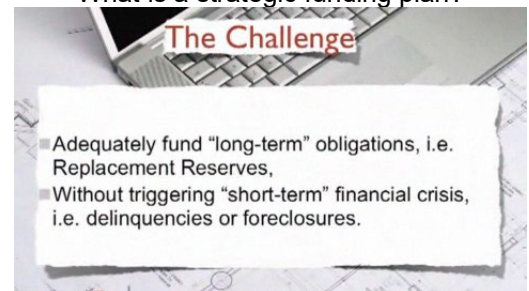 What is a strategic funding plan?
The Challenge
Adequately fund “long-term” obligations, i.e.
Replacement Reserves,
Without triggering “short-term” financial crisis,
i.e. delinquencies or foreclosures.